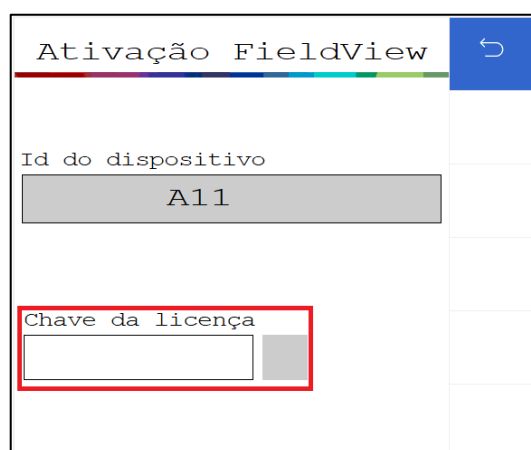 Ativação FieldView
Id do dispositivo
A11
Chave da licença